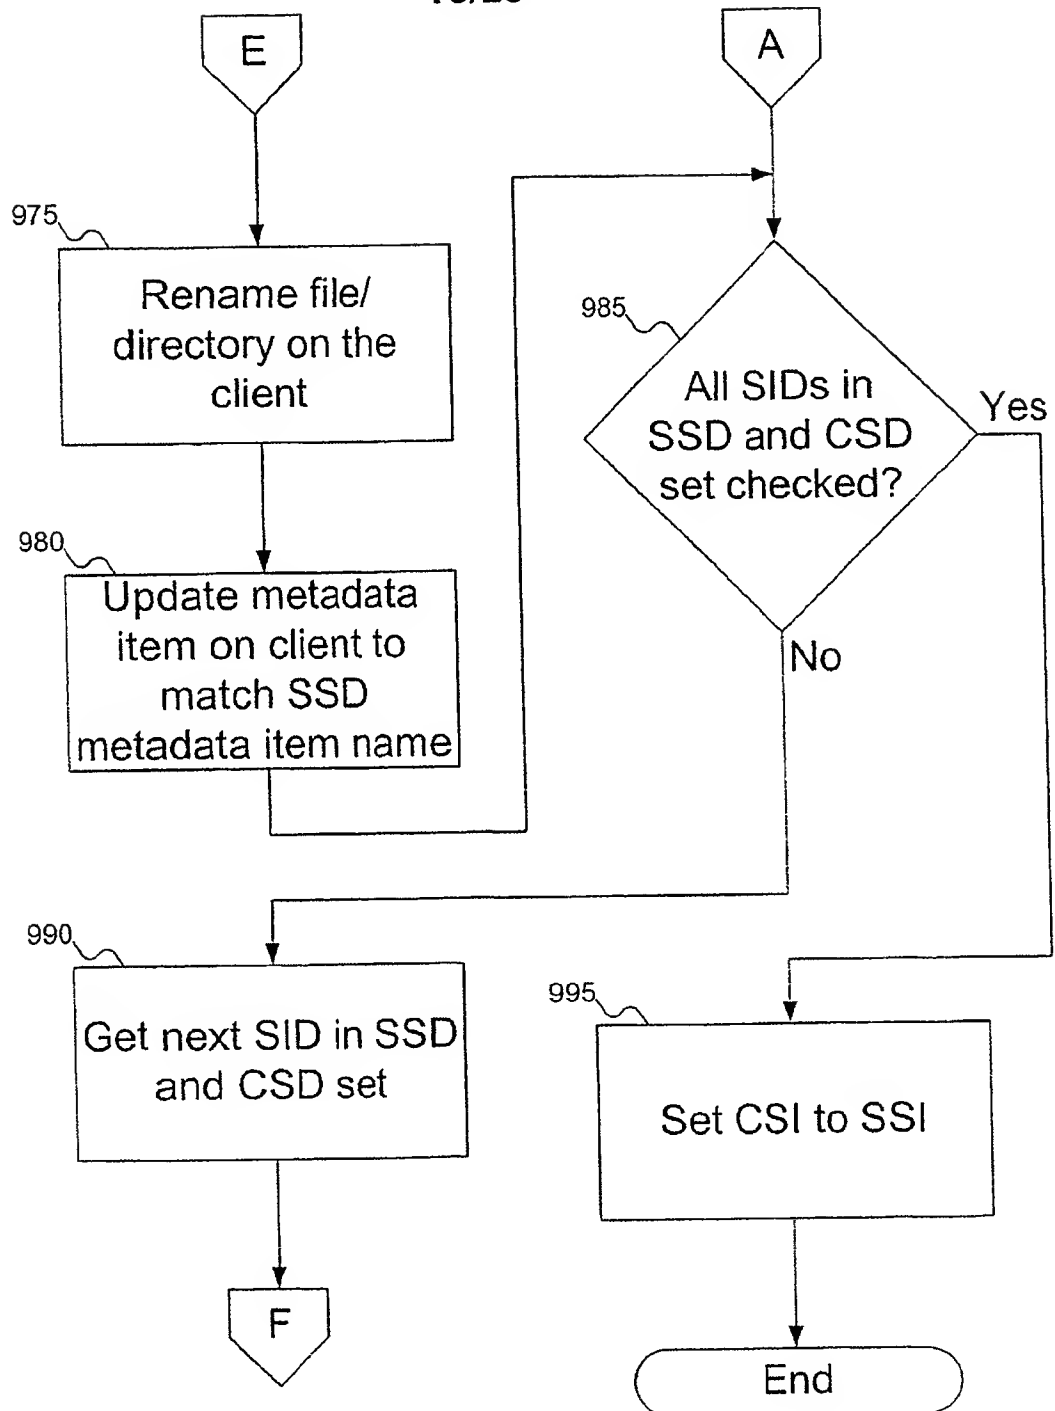 E
A
975
Rename file/
directory on the
client
985
All SIDs in
SSD and CSD
set checked?
Yes
980
Update metadata
item on client to
match SSD
metadata item name
No
990
Get next SID in SSD
and CSD set
995
Set CSI to SSI
F
End